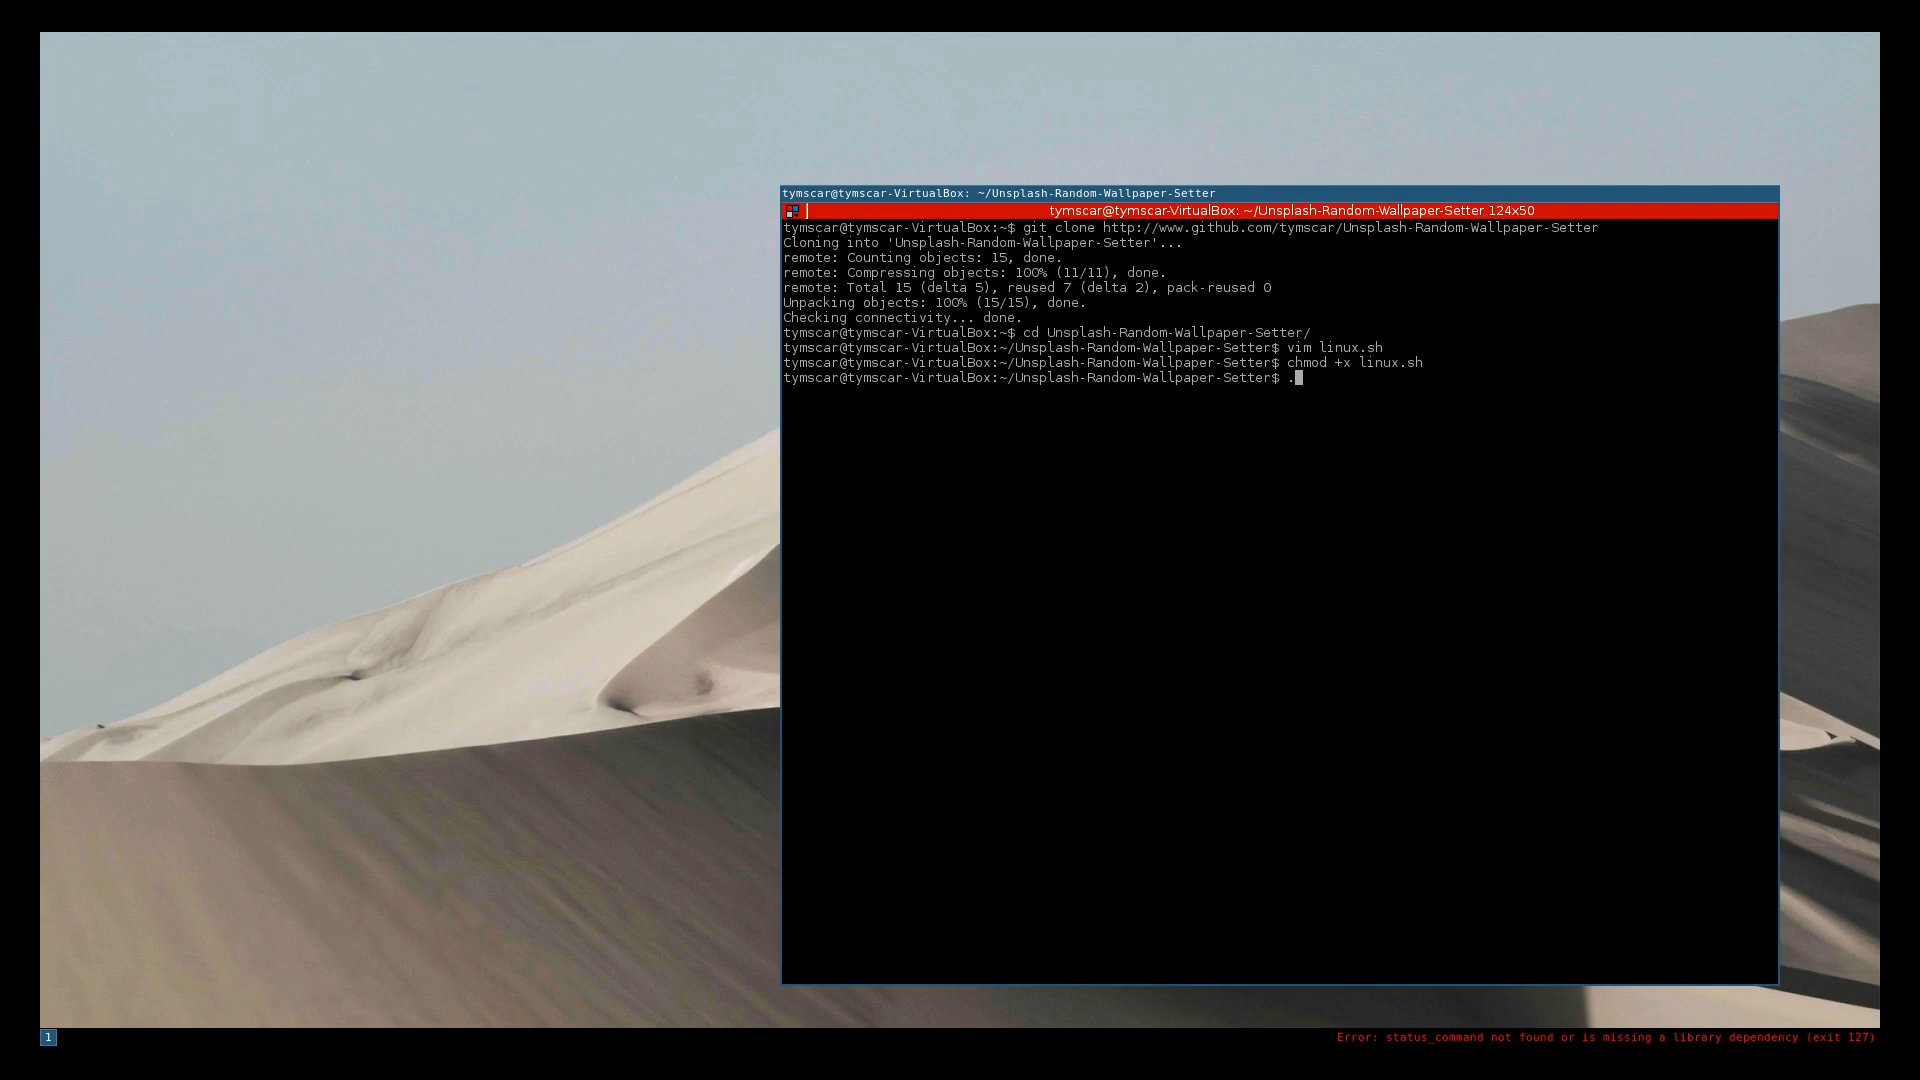 tymscar@tymscar-VirtualBox: ~/Unsplash-Random-Wallpaper-Setter
tymscar@tymscar-VirtualBox: ~/Unsplash-Random-Wallpaper-Setter 124x50
tymscar@tymscar-VirtualBox:~$ git clone http://www.github.com/tymscar/Unsplash-Random-Wallpaper-Setter
Cloning into 'Unsplash-Random-Wallpaper-Setter'...
remote: Counting objects: 15, done.
remote: Compressing objects: 100% (11/11), done.
remote: Total 15 (delta 5), reused 7 (delta 2), pack-reused 0
Unpacking objects: 100% (15/15), done.
Checking connectivity... done.
tymscar@tymscar-VirtualBox:~$ cd Unsplash-Random-Wallpaper-Setter/
tymscar@tymscar-VirtualBox:~/Unsplash-Random-Wallpaper-Setter$ vim linux.sh
tymscar@tymscar-VirtualBox:~/Unsplash-Random-Wallpaper-Setter$ chmod +x linux.sh
tymscar@tymscar-VirtualBox:~/Unsplash-Random-Wallpaper-Setter$ .
1
Error: status_command not found or is missing a library dependency (exit 127)